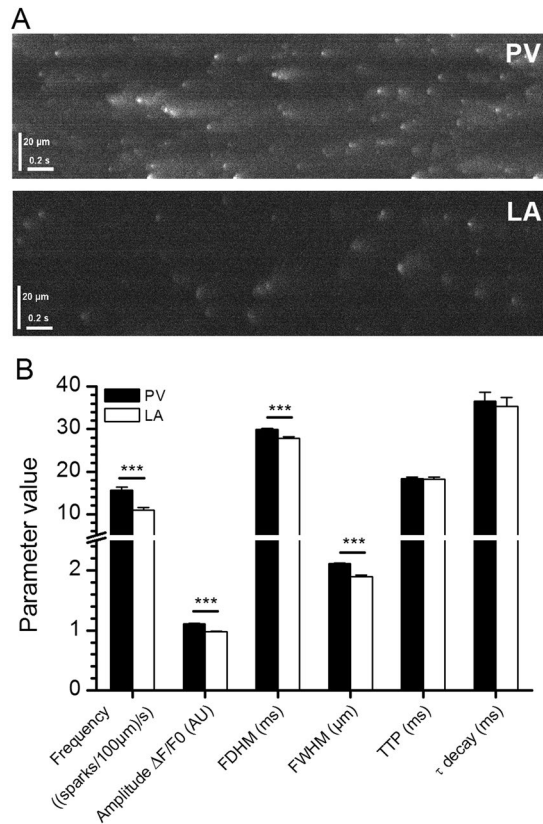 A
PV
20 µm
0.2 s
LA
20 µm
0.2 s
B
40
PV
LA
30
20
10
2
1
0
Parameter value
***
***
***
***
Frequency
((sparks/100µm)/s)
Amplitude ΔF/F0 (AU)
FDHM (ms)
FWHM (µm)
TTP (ms)
τ decay (ms)